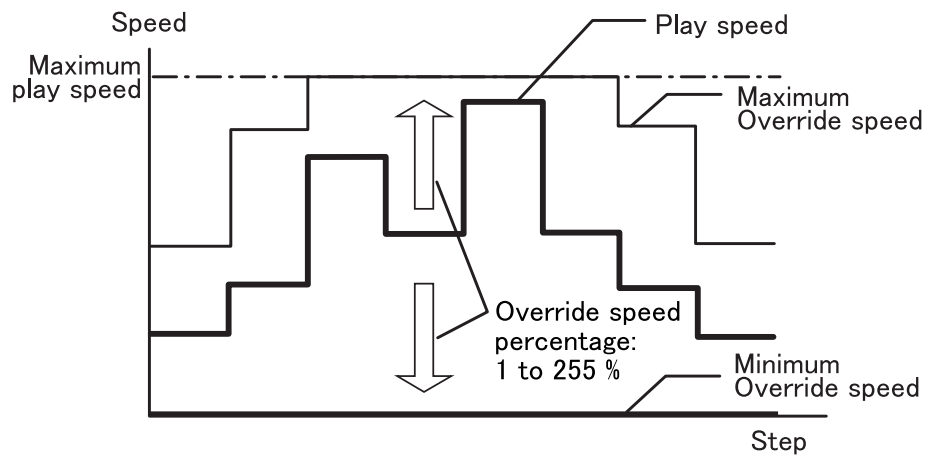 Speed
Play speed
Maximum
play speed
Maximum
Override speed
Override speed
percentage:
1 to 255 %
Minimum
Override speed
Step